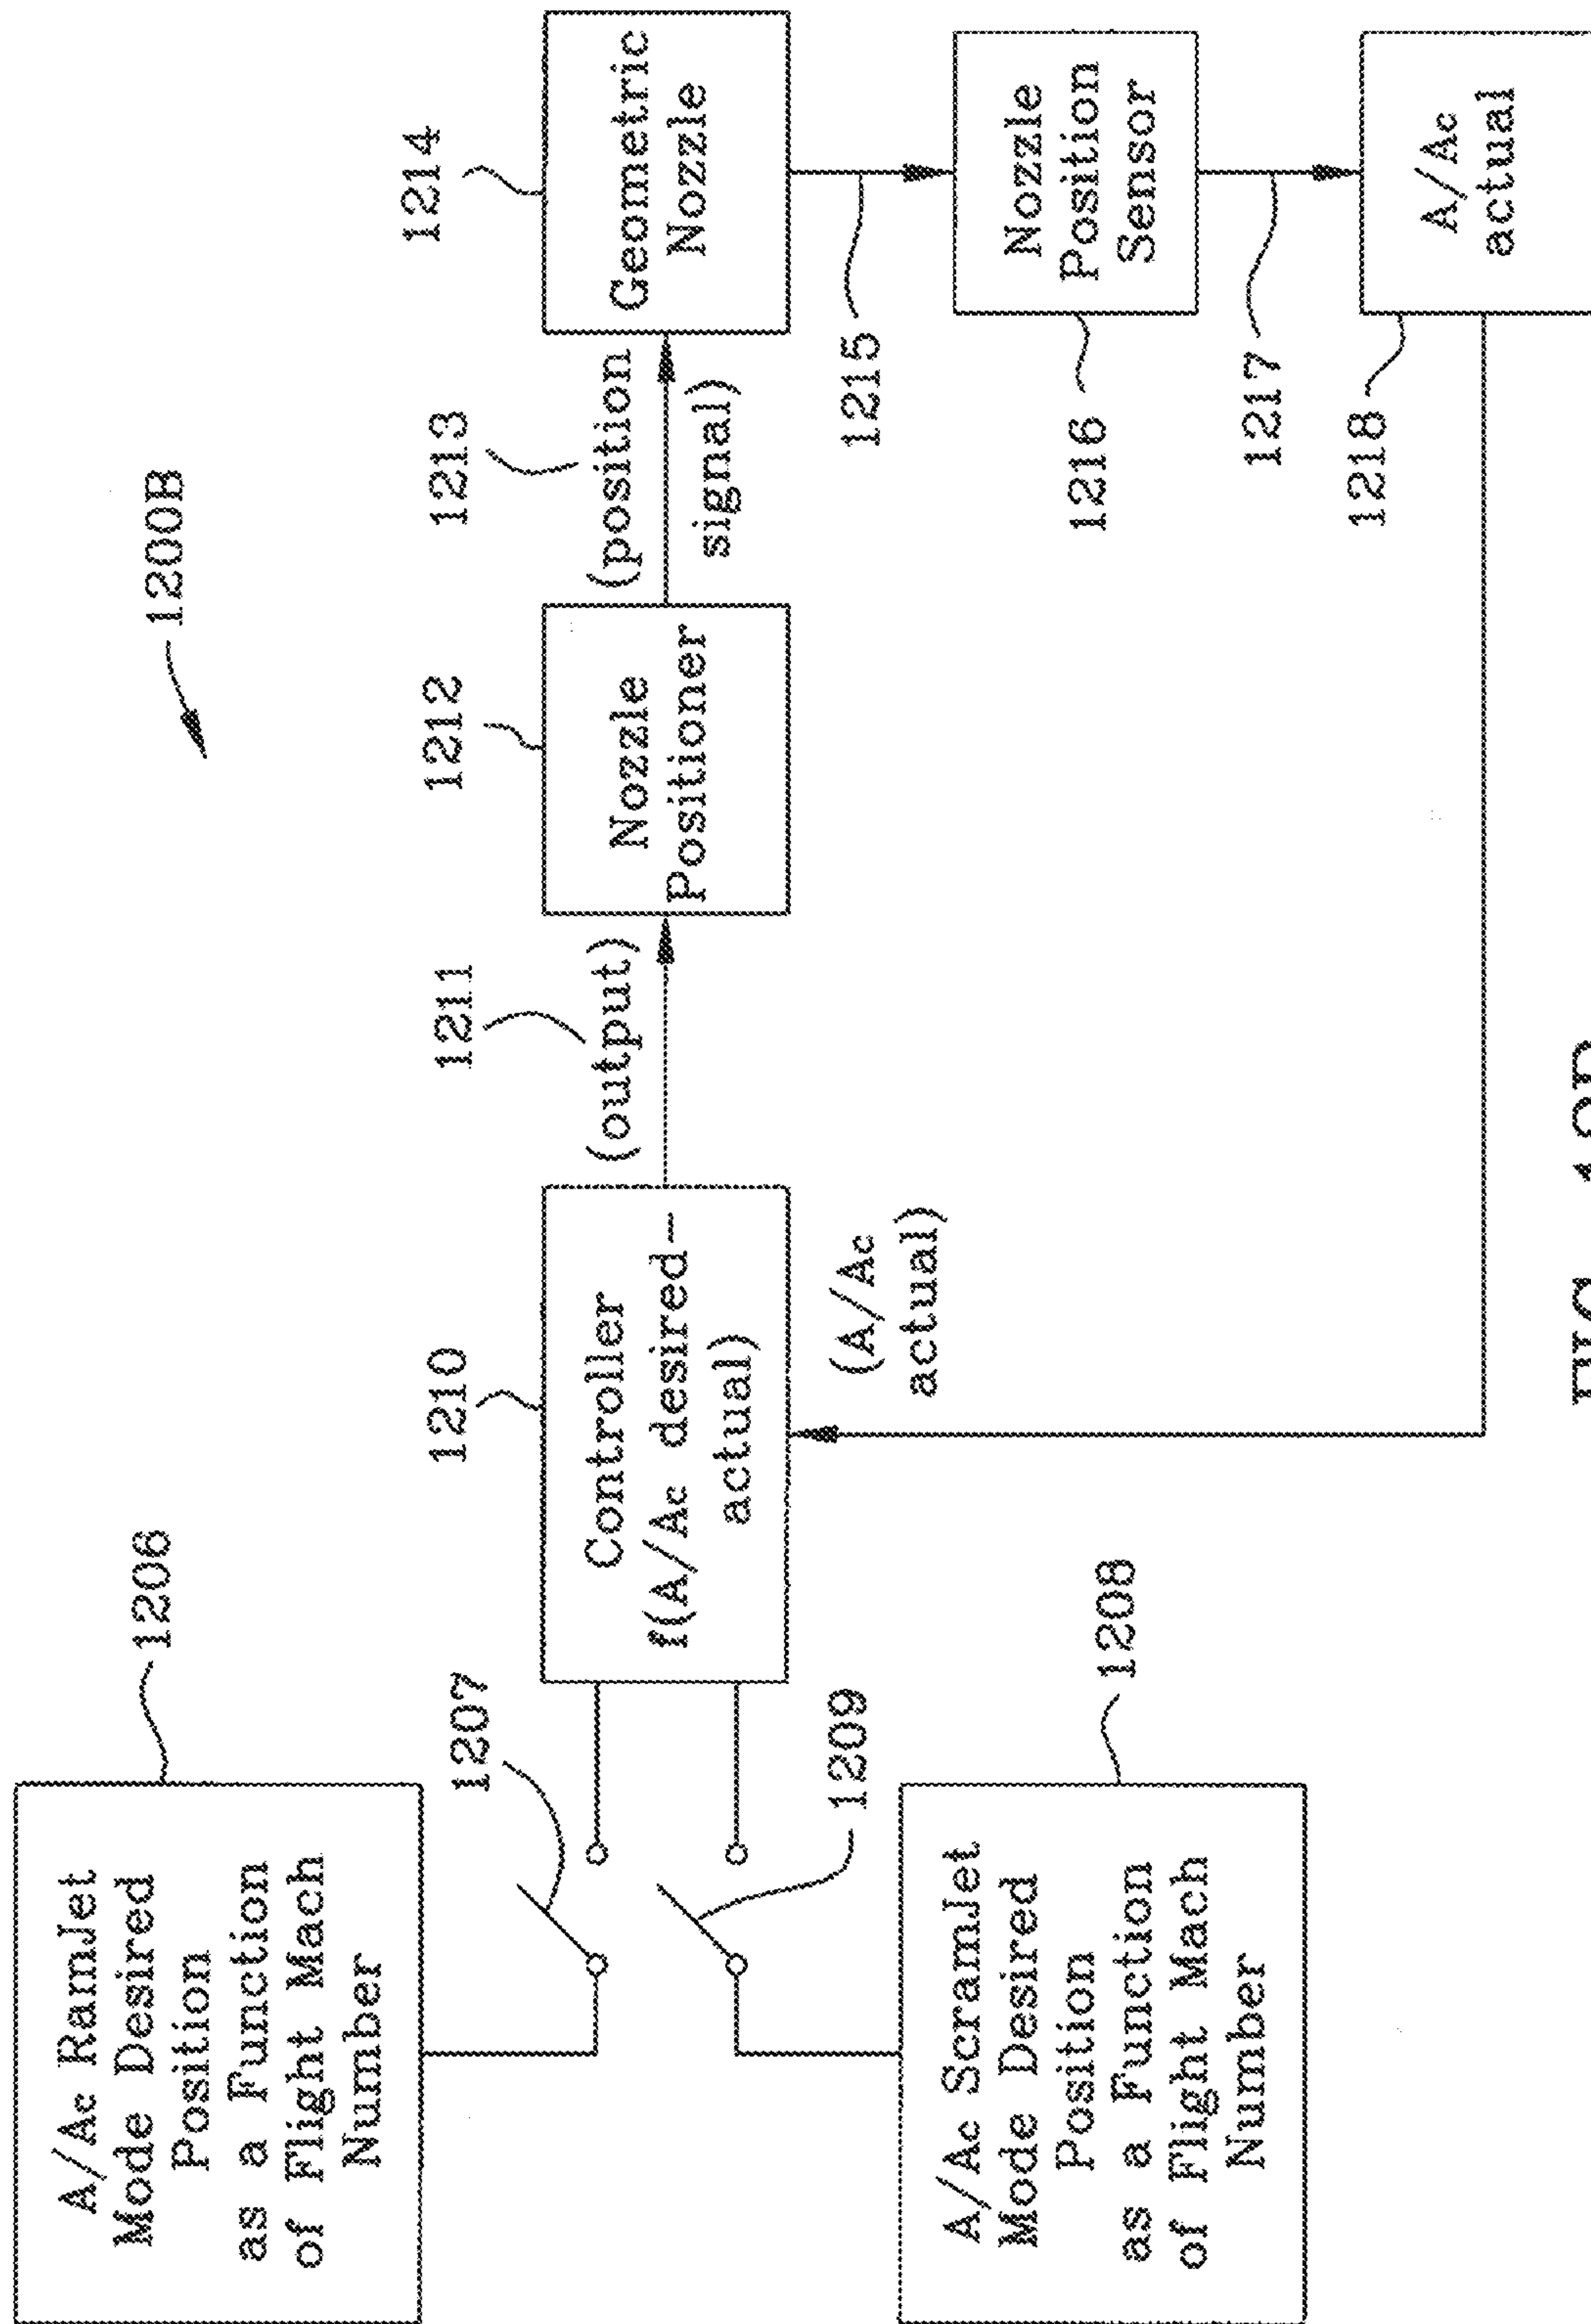 1200B
1206
A/Ac RamJet
Mode Desired
Position
as a Function
of Flight Mach
Number
1207
1209
1208
A/Ac ScramJet
Mode Desired
Position
as a Function
of Flight Mach
Number
1210
Controller
f(A/Ac desired-
actual)
(A/Ac
actual)
1211
(output)
1212
Nozzle
Positioner
1213
(position
signal)
1214
Geometric
Nozzle
1215
1216
Nozzle
Position
Sensor
1217
1218
A/Ac
actual